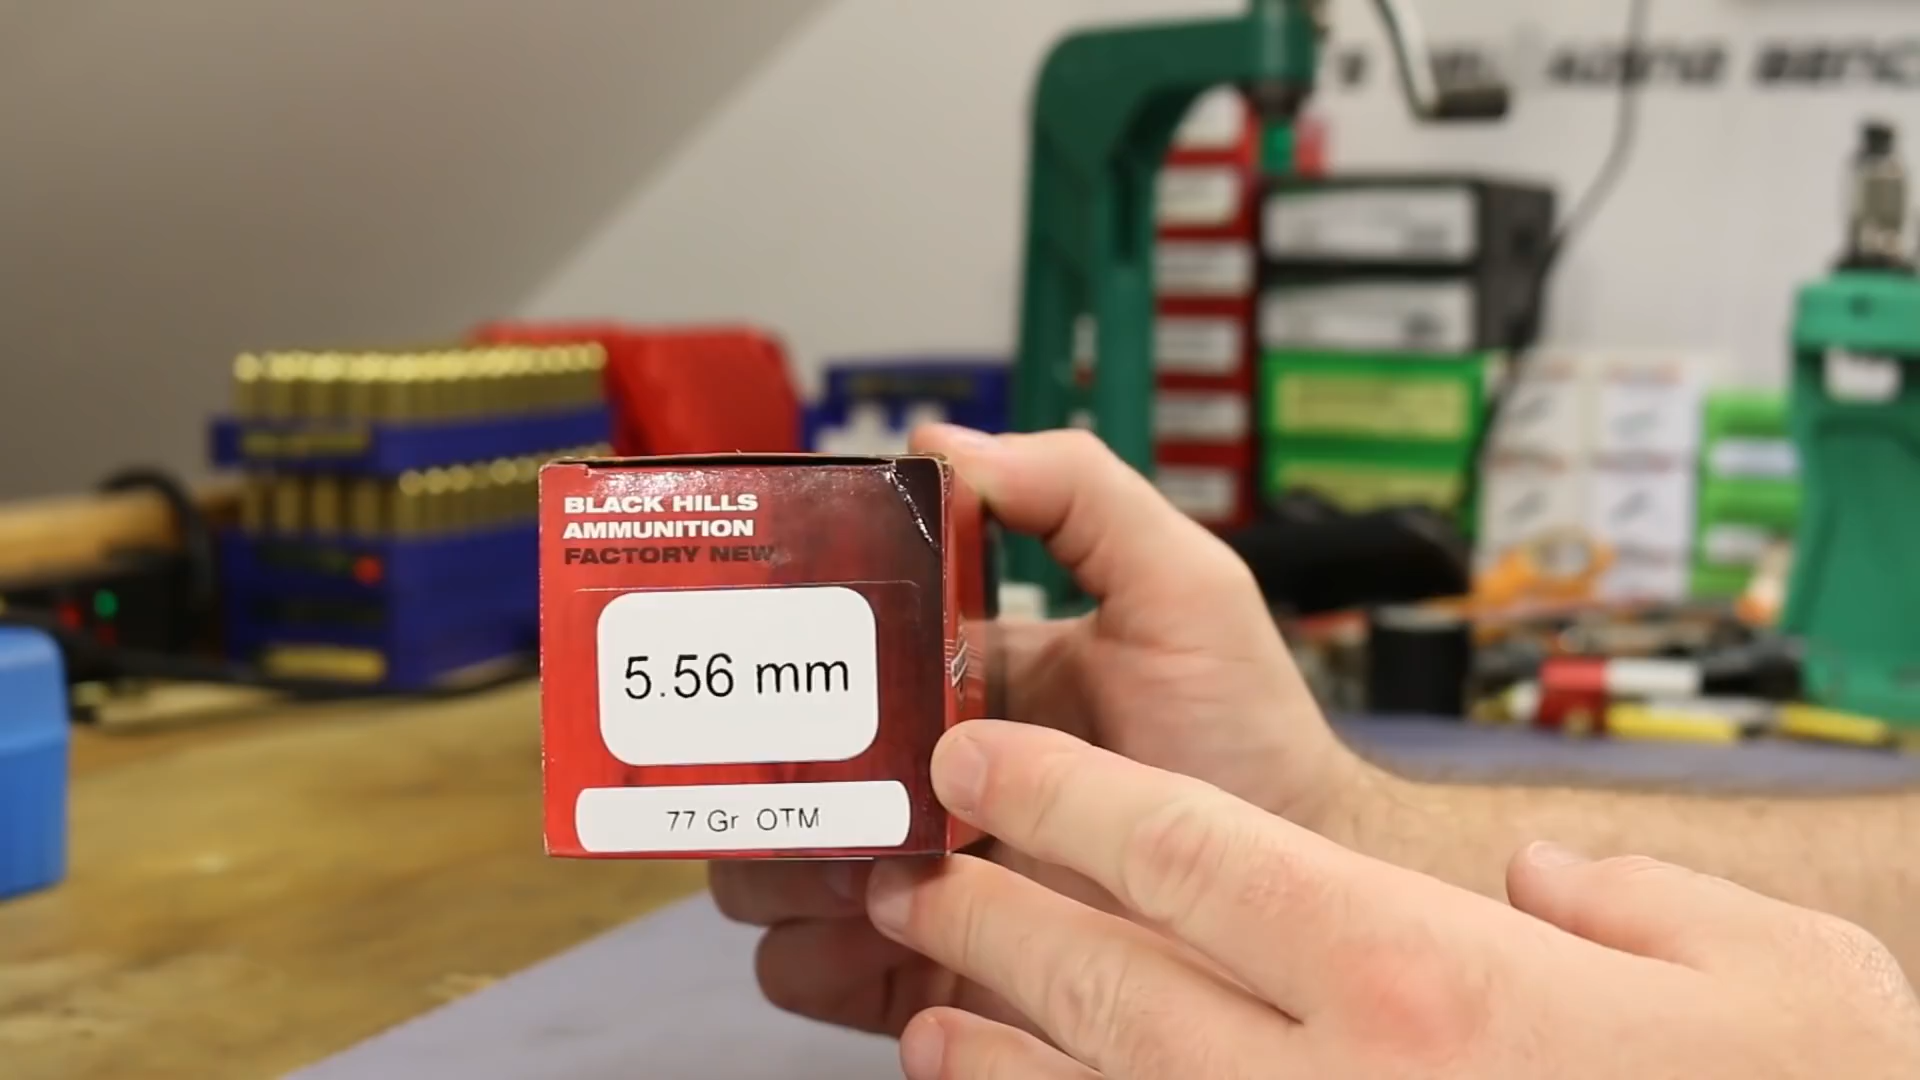 BLACK HILLS
AMMUNITION
FACTORY NEW
5.56 mm
77 Gr OTM